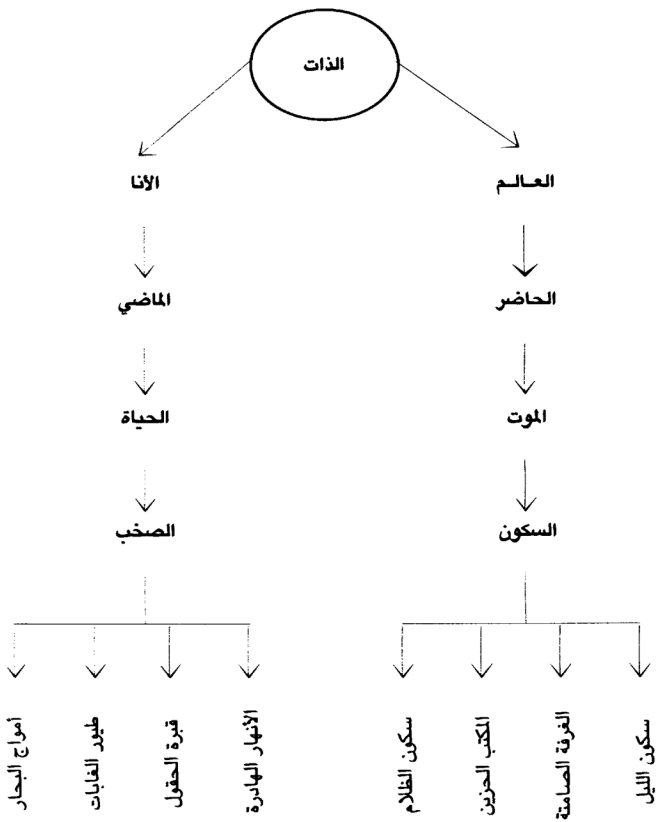 الذات
العـالـم
الأنا
الحاضر
الماضي
الموت
الحياة
السكون
الصخب
سكون الليل
الغرفة الصامتة
المكتب الحزين
سكون الظلام
الأنهار الهادرة
قبرة الحقول
طيور الغابات
أمواج البحار